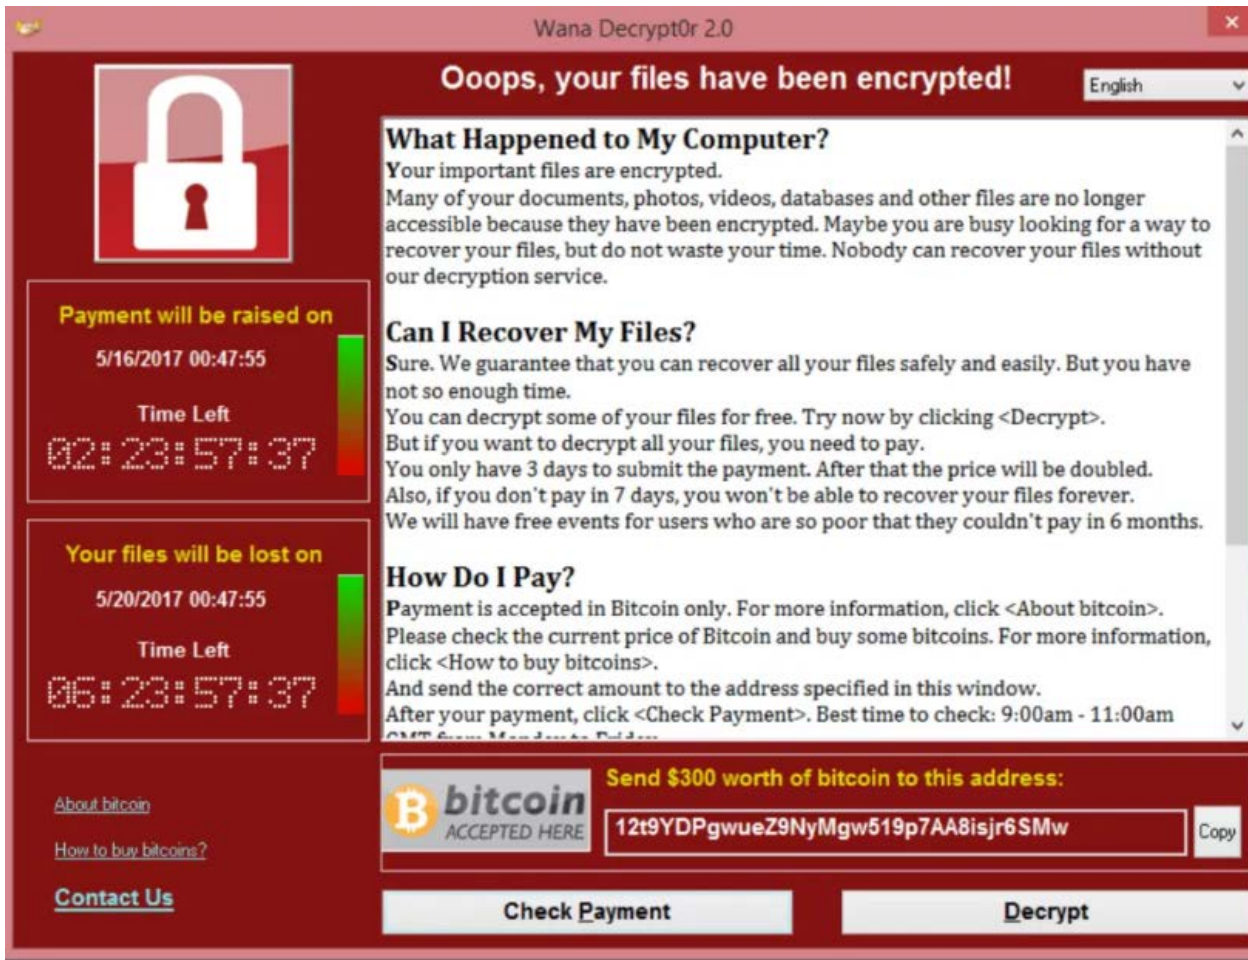 Wana Decrypt0r 2.0
Ooops, your files have been encrypted!
English
Payment will be raised on
5/16/2017 00:47:55
Time Left
02:23:57:37
Your files will be lost on
5/20/2017 00:47:55
Time Left
06:23:57:37
About bitcoin
How to buy bitcoins?
Contact Us
What Happened to My Computer?
Your important files are encrypted.
Many of your documents, photos, videos, databases and other files are no longer
accessible because they have been encrypted. Maybe you are busy looking for a way to
recover your files, but do not waste your time. Nobody can recover your files without
our decryption service.
Can I Recover My Files?
Sure. We guarantee that you can recover all your files safely and easily. But you have
not so enough time.
You can decrypt some of your files for free. Try now by clicking <Decrypt>.
But if you want to decrypt all your files, you need to pay.
You only have 3 days to submit the payment. After that the price will be doubled.
Also, if you don't pay in 7 days, you won't be able to recover your files forever.
We will have free events for users who are so poor that they couldn't pay in 6 months.
How Do I Pay?
Payment is accepted in Bitcoin only. For more information, click <About bitcoin>.
Please check the current price of Bitcoin and buy some bitcoins. For more information,
click <How to buy bitcoins>.
And send the correct amount to the address specified in this window.
After your payment, click <Check Payment>. Best time to check: 9:00am - 11:00am
GMT from Monday to Friday
bitcoin
ACCEPTED HERE
Send $300 worth of bitcoin to this address:
12t9YDPgwueZ9NyMgw519p7AA8isjr6SMw
Copy
Check Payment
Decrypt